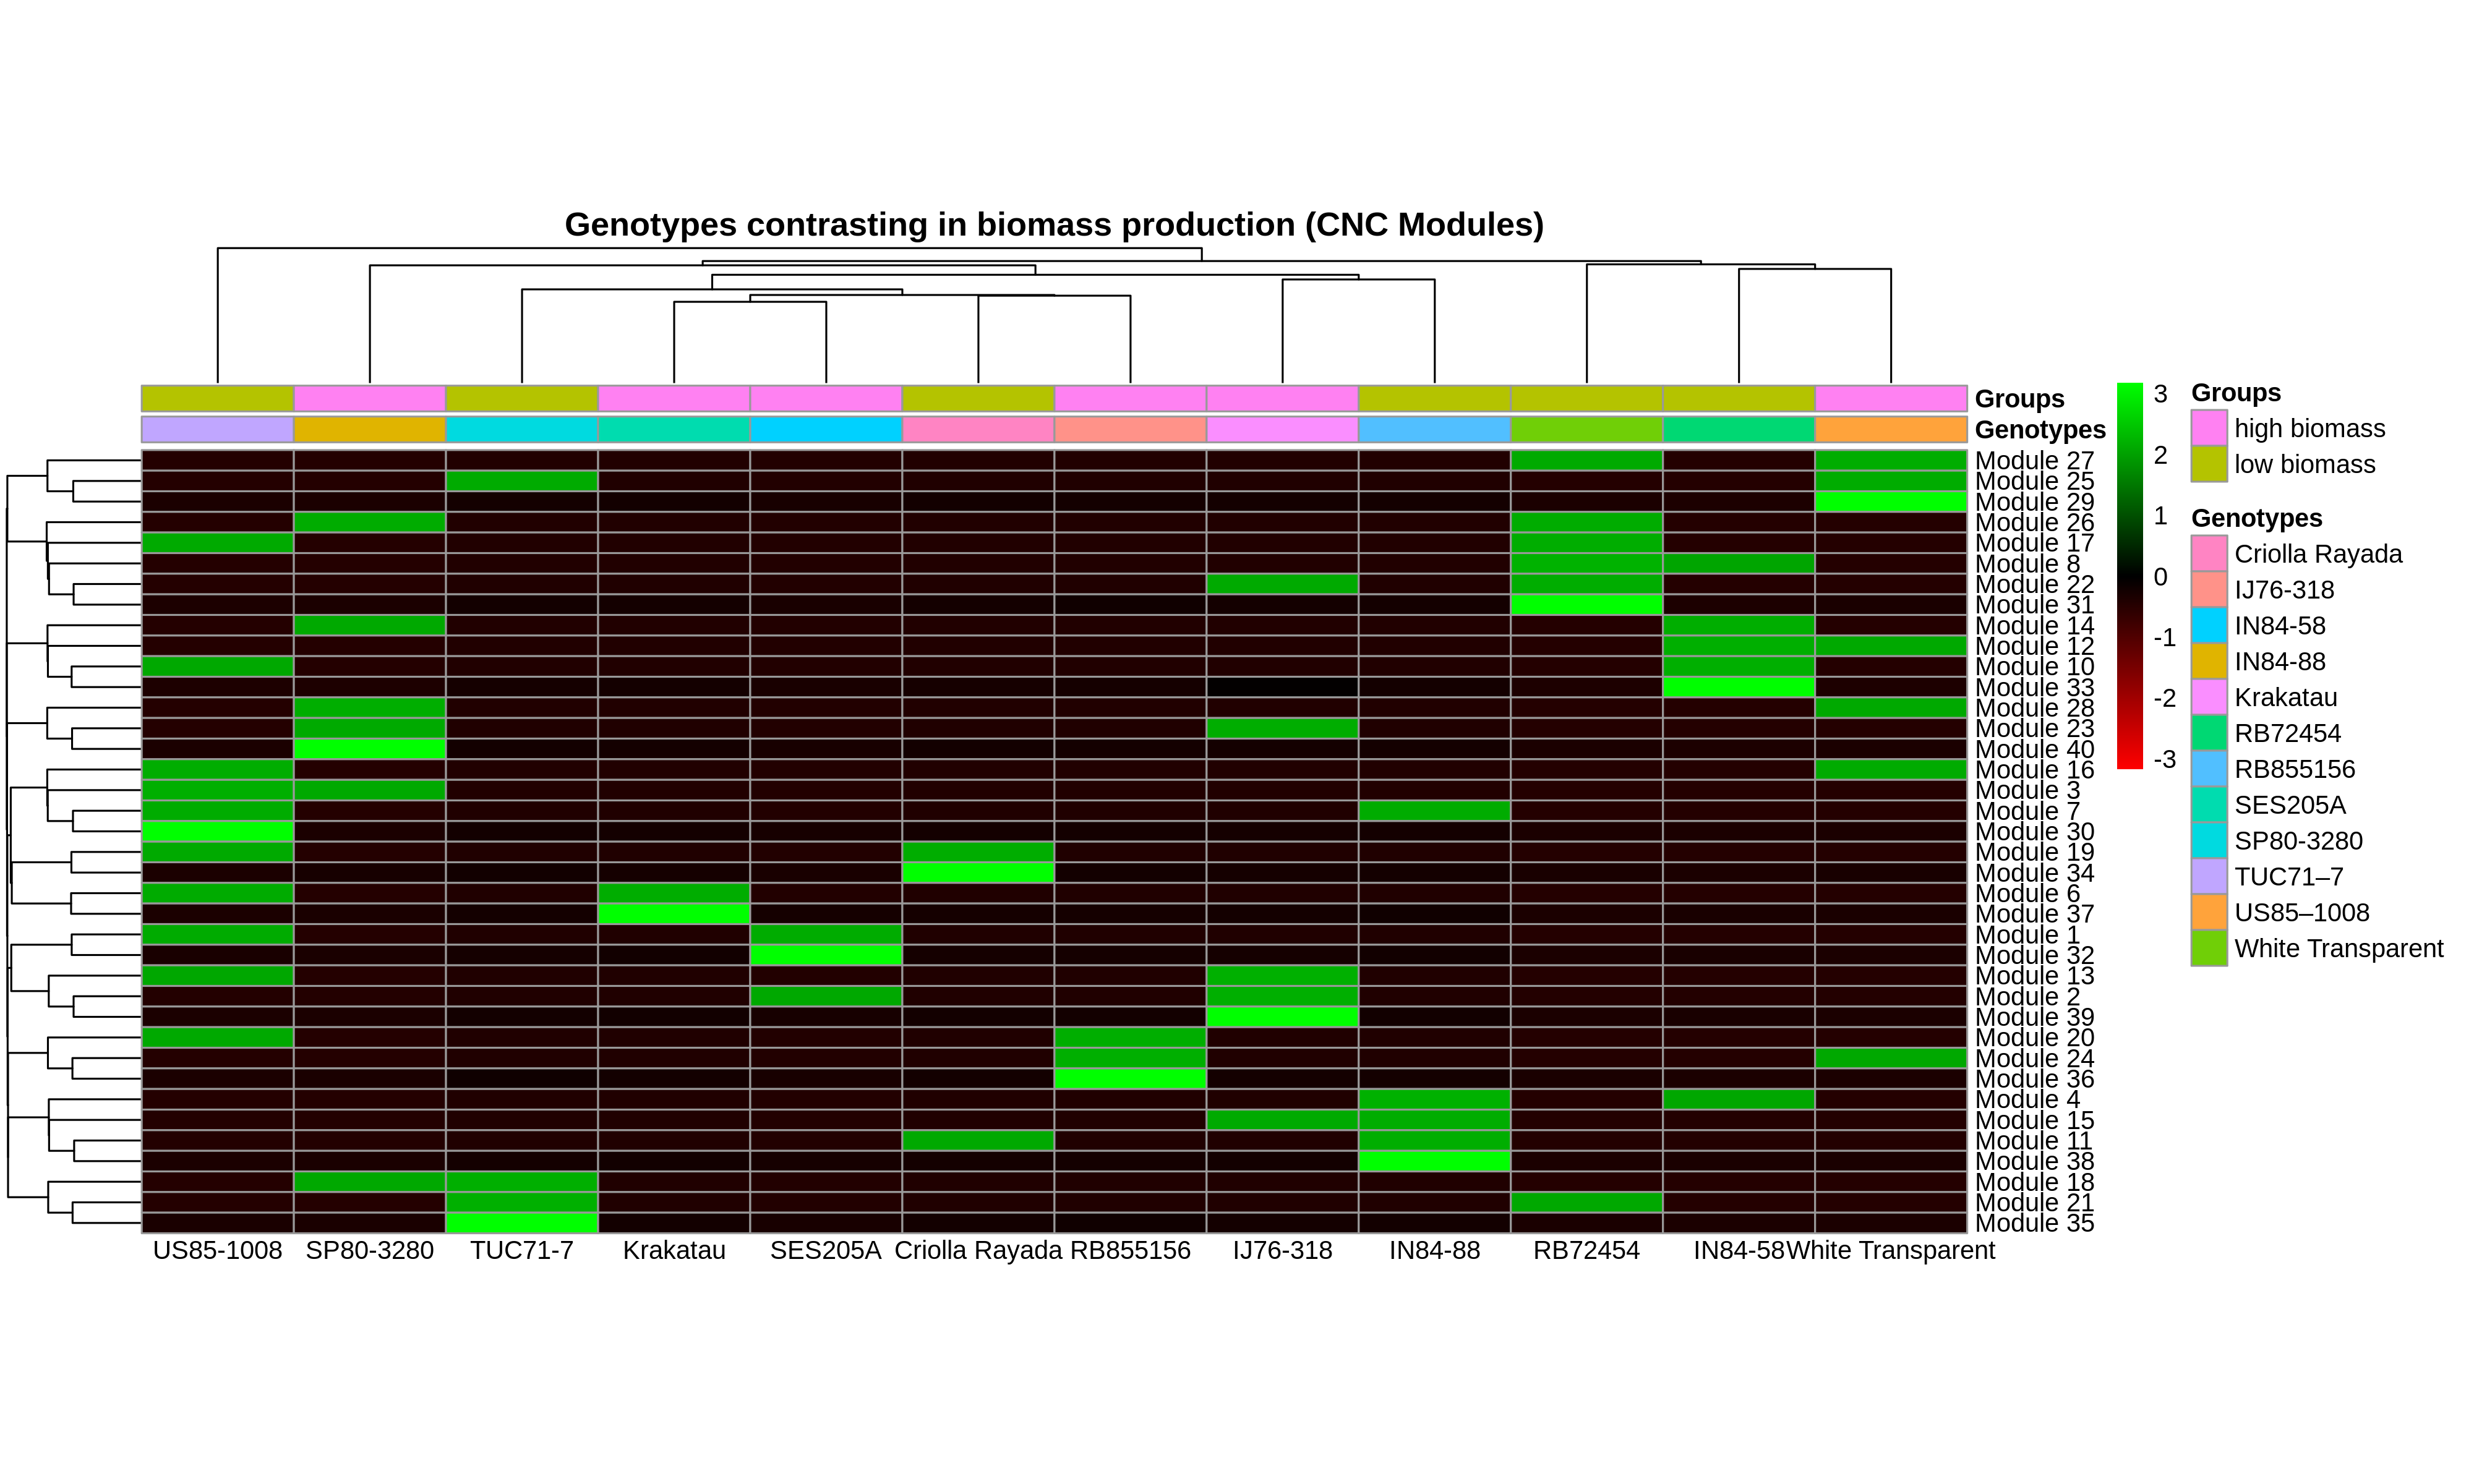 Genotypes contrasting in biomass production (CNC Modules)
Groups
Genotypes
Module 27
Module 25
Module 29
Module 26
Module 17
Module 8
Module 22
Module 31
Module 14
Module 12
Module 10
Module 33
Module 28
Module 23
Module 40
Module 16
Module 3
Module 7
Module 30
Module 19
Module 34
Module 6
Module 37
Module 1
Module 32
Module 13
Module 2
Module 39
Module 20
Module 24
Module 36
Module 4
Module 15
Module 11
Module 38
Module 18
Module 21
Module 35
US85-1008 SP80-3280 TUC71-7 Krakatau SES205A Criolla Rayada RB855156 IJ76-318 IN84-88 RB72454 IN84-58 White Transparent
3
2
1
0
-1
-2
-3
Groups
high biomass
low biomass
Genotypes
Criolla Rayada
IJ76-318
IN84-58
IN84-88
Krakatau
RB72454
RB855156
SES205A
SP80-3280
TUC71–7
US85–1008
White Transparent